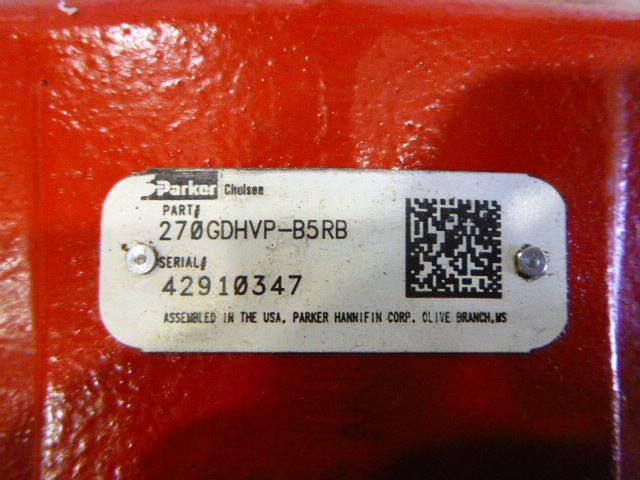 Parker Chelsea
PART#
270GDHVP-B5RB
SERIAL#
42910347
ASSEMBLED IN THE USA, PARKER HANNIFIN CORP. OLIVE BRANCH,MS